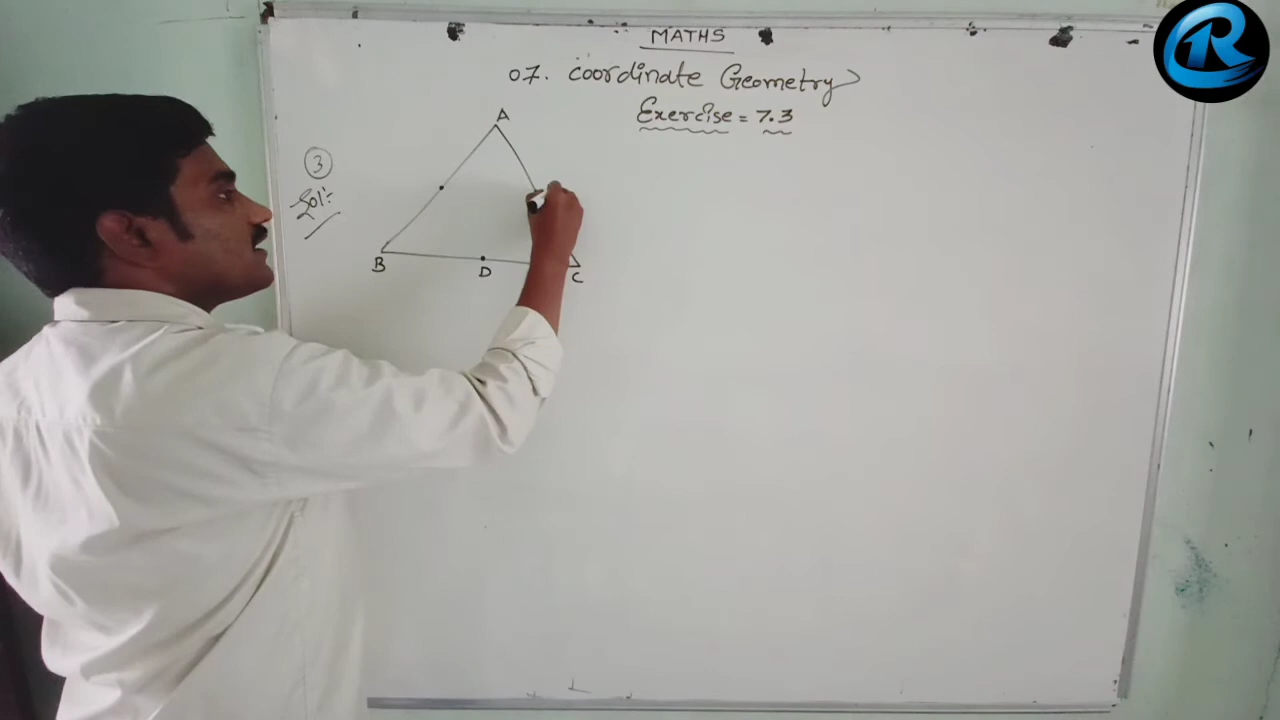 MATHS
07. Coordinate Geometry
Exercise = 7.3
3
Sol:-
A
B
D
C